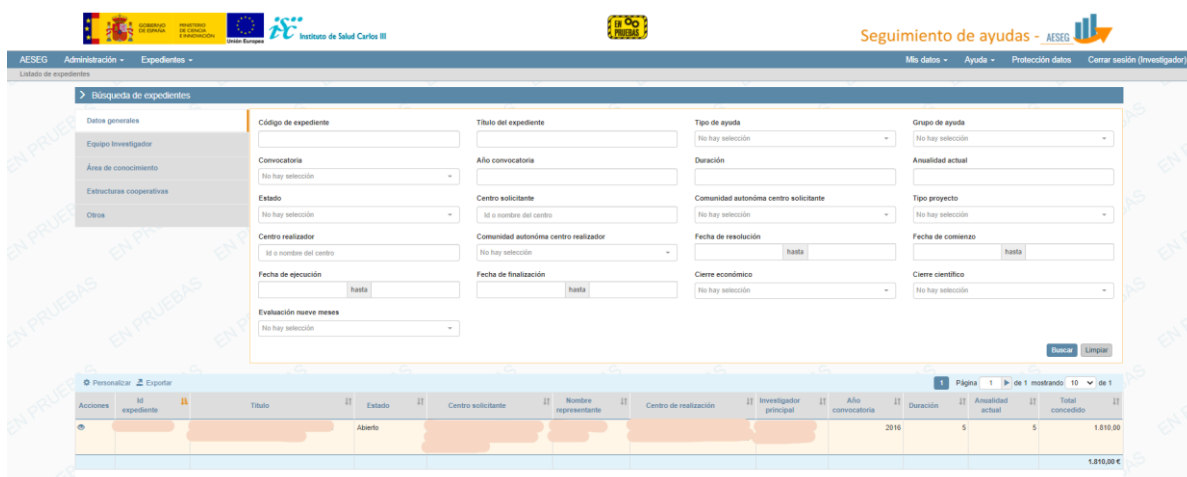 GOBIERNO DE ESPAÑA
MINISTERIO DE CIENCIA E INNOVACIÓN
Unión Europea
Instituto de Salud Carlos III
EN PRUEBAS
Seguimiento de ayudas - AESEG
AESEG Administración Expedientes Mis datos Ayuda Protección datos Cerrar sesión (Investigador)
Listado de expedientes
> Búsqueda de expedientes
Datos generales
Equipo Investigador
Área de conocimiento
Estructuras cooperativas
Otros
Código de expediente Título del expediente Tipo de ayuda Grupo de ayuda
No hay selección No hay selección
Convocatoria Año convocatoria Duración Anualidad actual
No hay selección
Estado Centro solicitante Comunidad autonóma centro solicitante Tipo proyecto
No hay selección Id o nombre del centro No hay selección No hay selección
Centro realizador Comunidad autonóma centro realizador Fecha de resolución Fecha de comienzo
Id o nombre del centro No hay selección hasta hasta
Fecha de ejecución Fecha de finalización Cierre económico Cierre científico
hasta hasta No hay selección No hay selección
Evaluación nueve meses
No hay selección
Buscar Limpiar
Personalizar Exportar 1 Página 1 de 1 mostrando 10 de 1
Acciones Id expediente Titulo Estado Centro solicitante Nombre representante Centro de realización Investigador principal Año convocatoria Duración Anualidad actual Total concedido
Abierto 2016 5 5 1.810,00
1.810,00 €
EN PRUEBAS